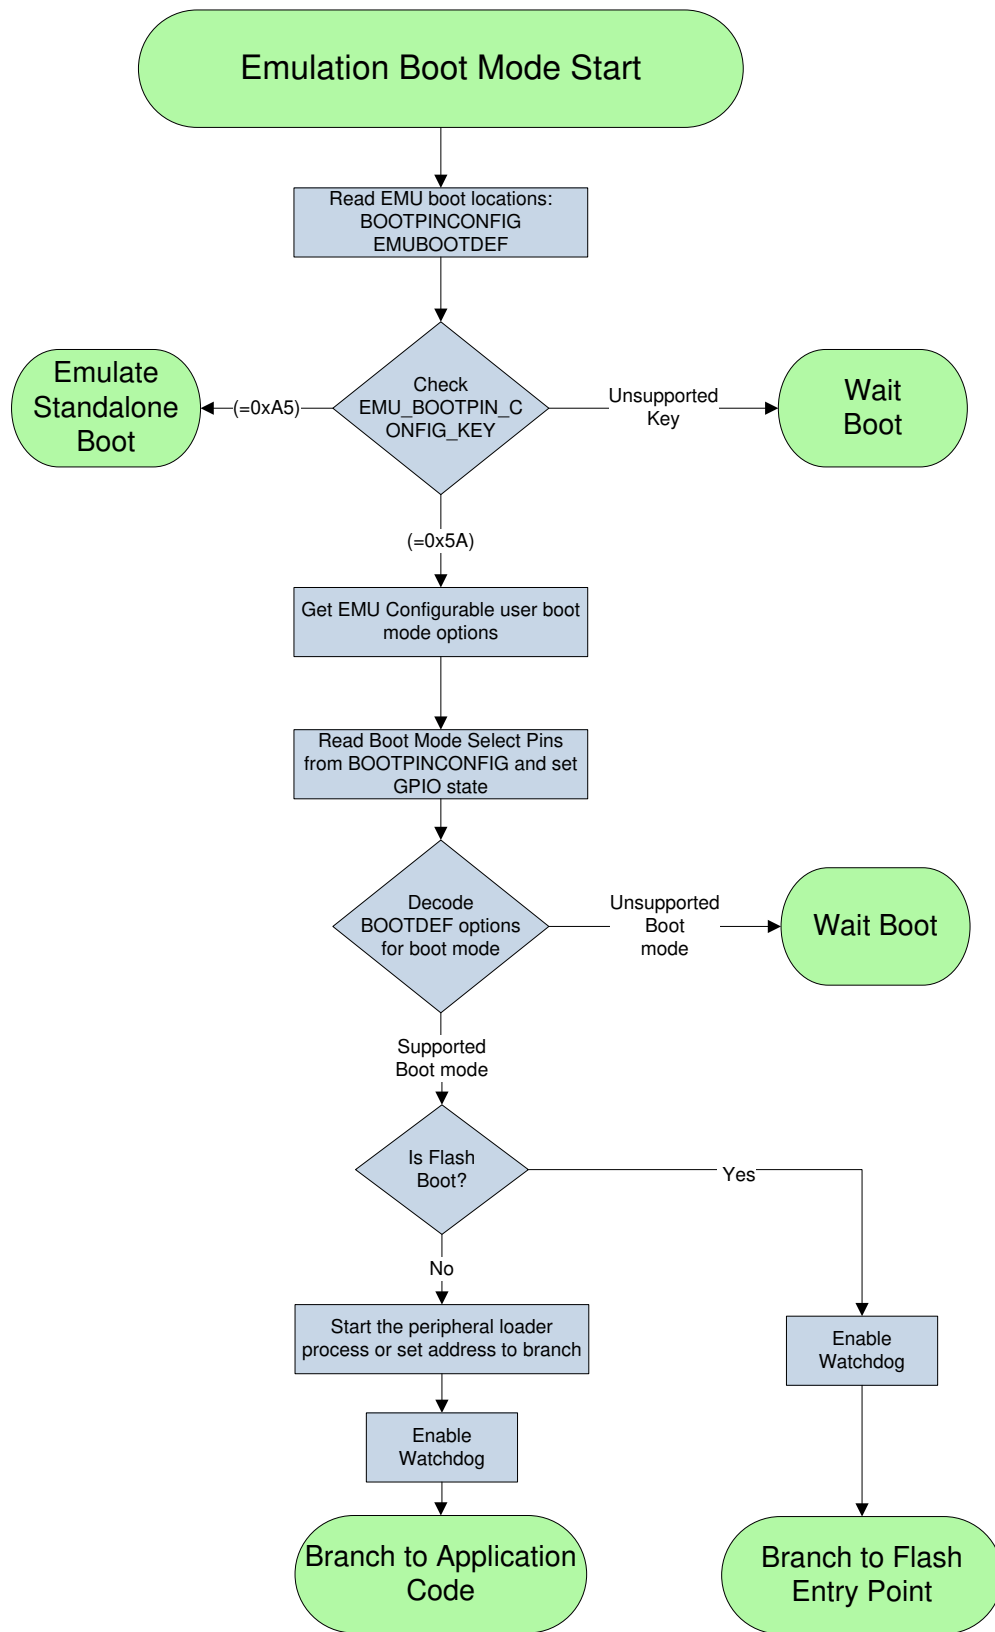 Emulation Boot Mode Start
Read EMU boot locations:
BOOTPINCONFIG
EMUBOOTDEF
Emulate
Standalone
Boot
(=0xA5)
Check
EMU_BOOTPIN_C
ONFIG_KEY
Unsupported
Key
Wait
Boot
(=0x5A)
Get EMU Configurable user boot
mode options
Read Boot Mode Select Pins
from BOOTPINCONFIG and set
GPIO state
Decode
BOOTDEF options
for boot mode
Unsupported
Boot
mode
Wait Boot
Supported
Boot mode
Is Flash
Boot?
Yes
No
Start the peripheral loader
process or set address to branch
Enable
Watchdog
Enable
Watchdog
Branch to Application
Code
Branch to Flash
Entry Point